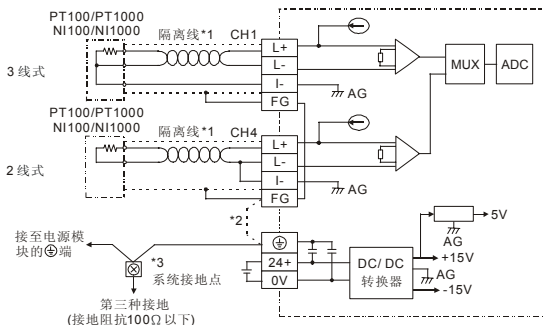 PT100/PT1000
NI100/NI1000
隔离线*1
CH1
3 线式
L+
L-
I-
FG
AG
MUX
ADC
PT100/PT1000
NI100/NI1000
隔离线*1
CH4
2 线式
L+
L-
I-
FG
AG
*2
接至电源模
块的端
*3
系统接地点
第三种接地
(接地阻抗100Ω以下)
24+
0V
DC/DC
转换器
5V
AG
+15V
AG
-15V